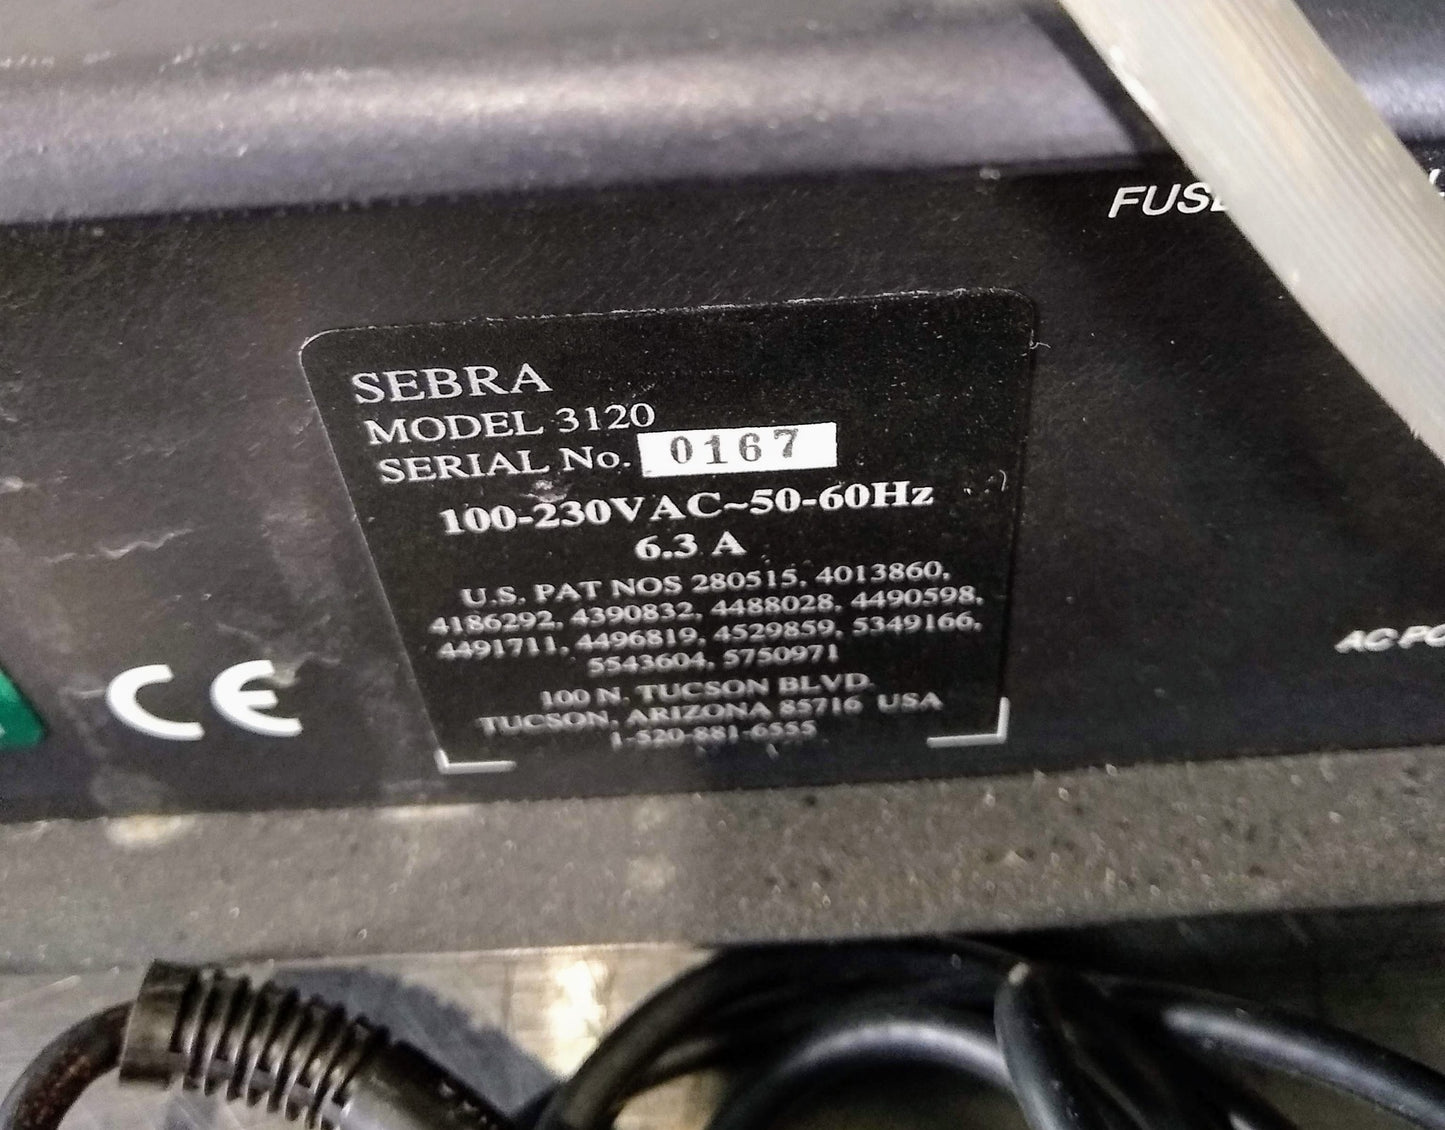 SEBRA
MODEL 3120
SERIAL No. 0167
100-230VAC~50-60Hz
6.3 A
U.S. PAT NOS 280515, 4013860,
4186292, 4390832, 4488028, 4490598,
4491711, 4496819, 4529859, 5349166,
5543604, 5750971
100 N. TUCSON BLVD.
TUCSON, ARIZONA 85716 USA
1-520-881-6555
CE
AC